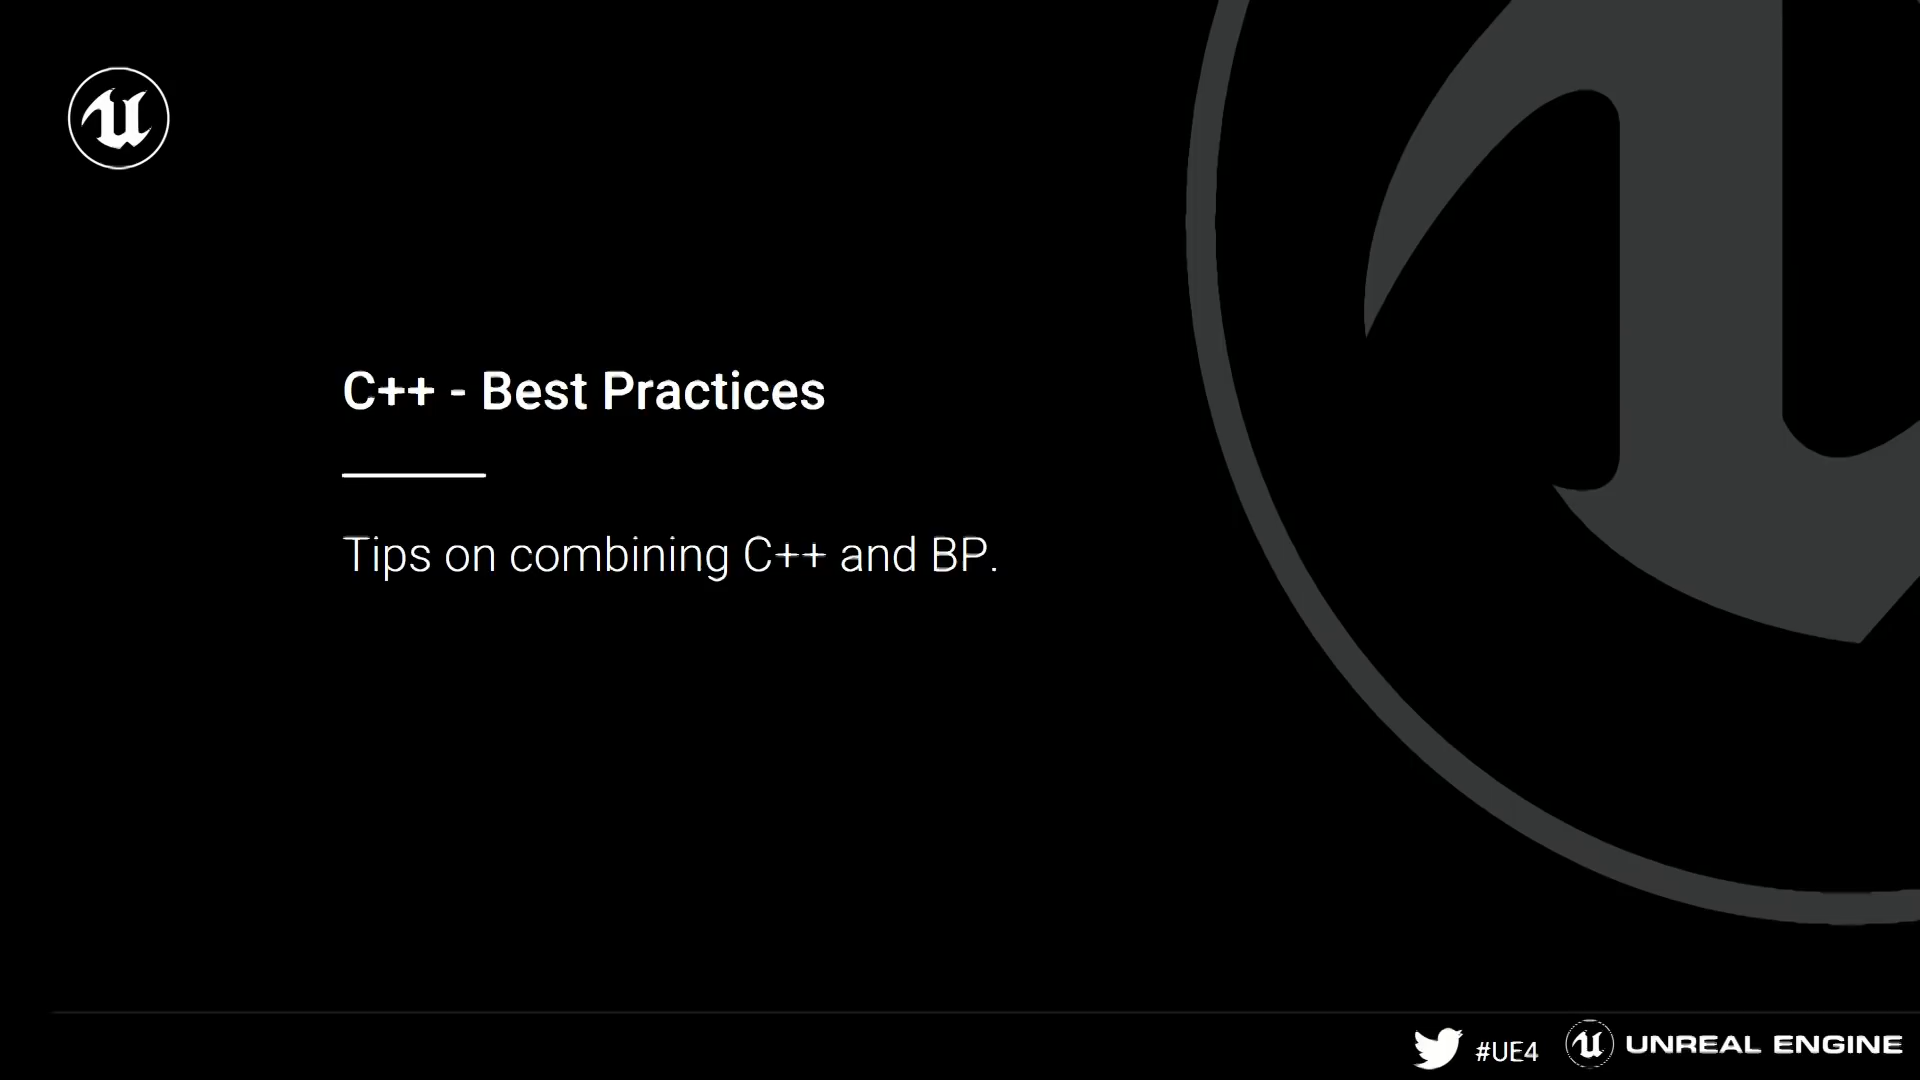 C++ - Best Practices
Tips on combining C++ and BP.
#UE4
UNREAL ENGINE